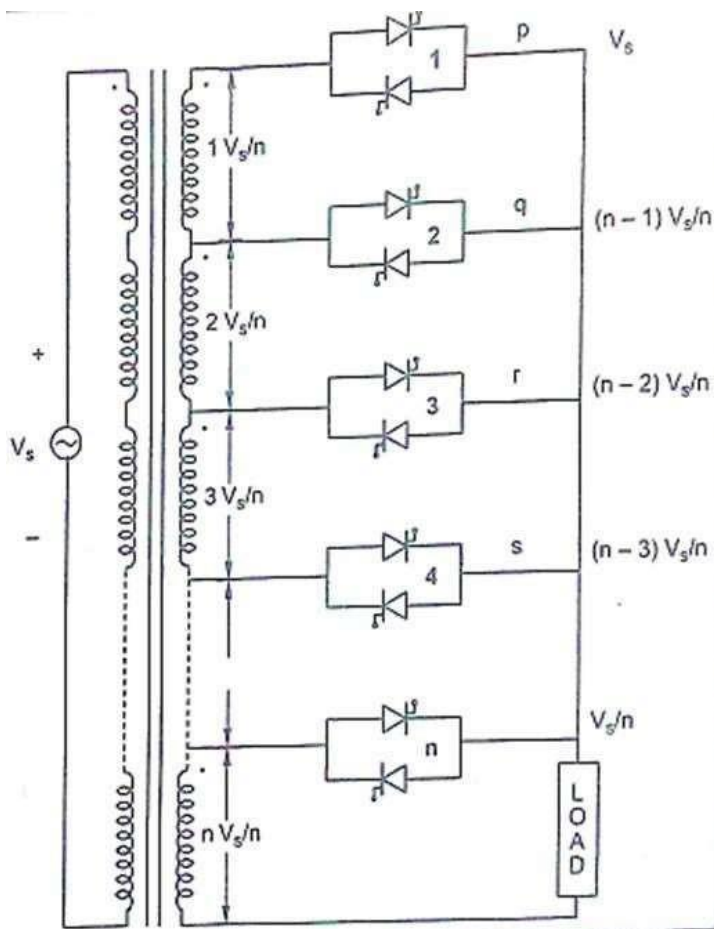 p
V_s
1
1 V_s/n
q
(n – 1) V_s/n
2
2 V_s/n
+
r
(n – 2) V_s/n
3
V_s
3 V_s/n
–
s
(n – 3) V_s/n
4
V_s/n
n
n V_s/n
LOAD